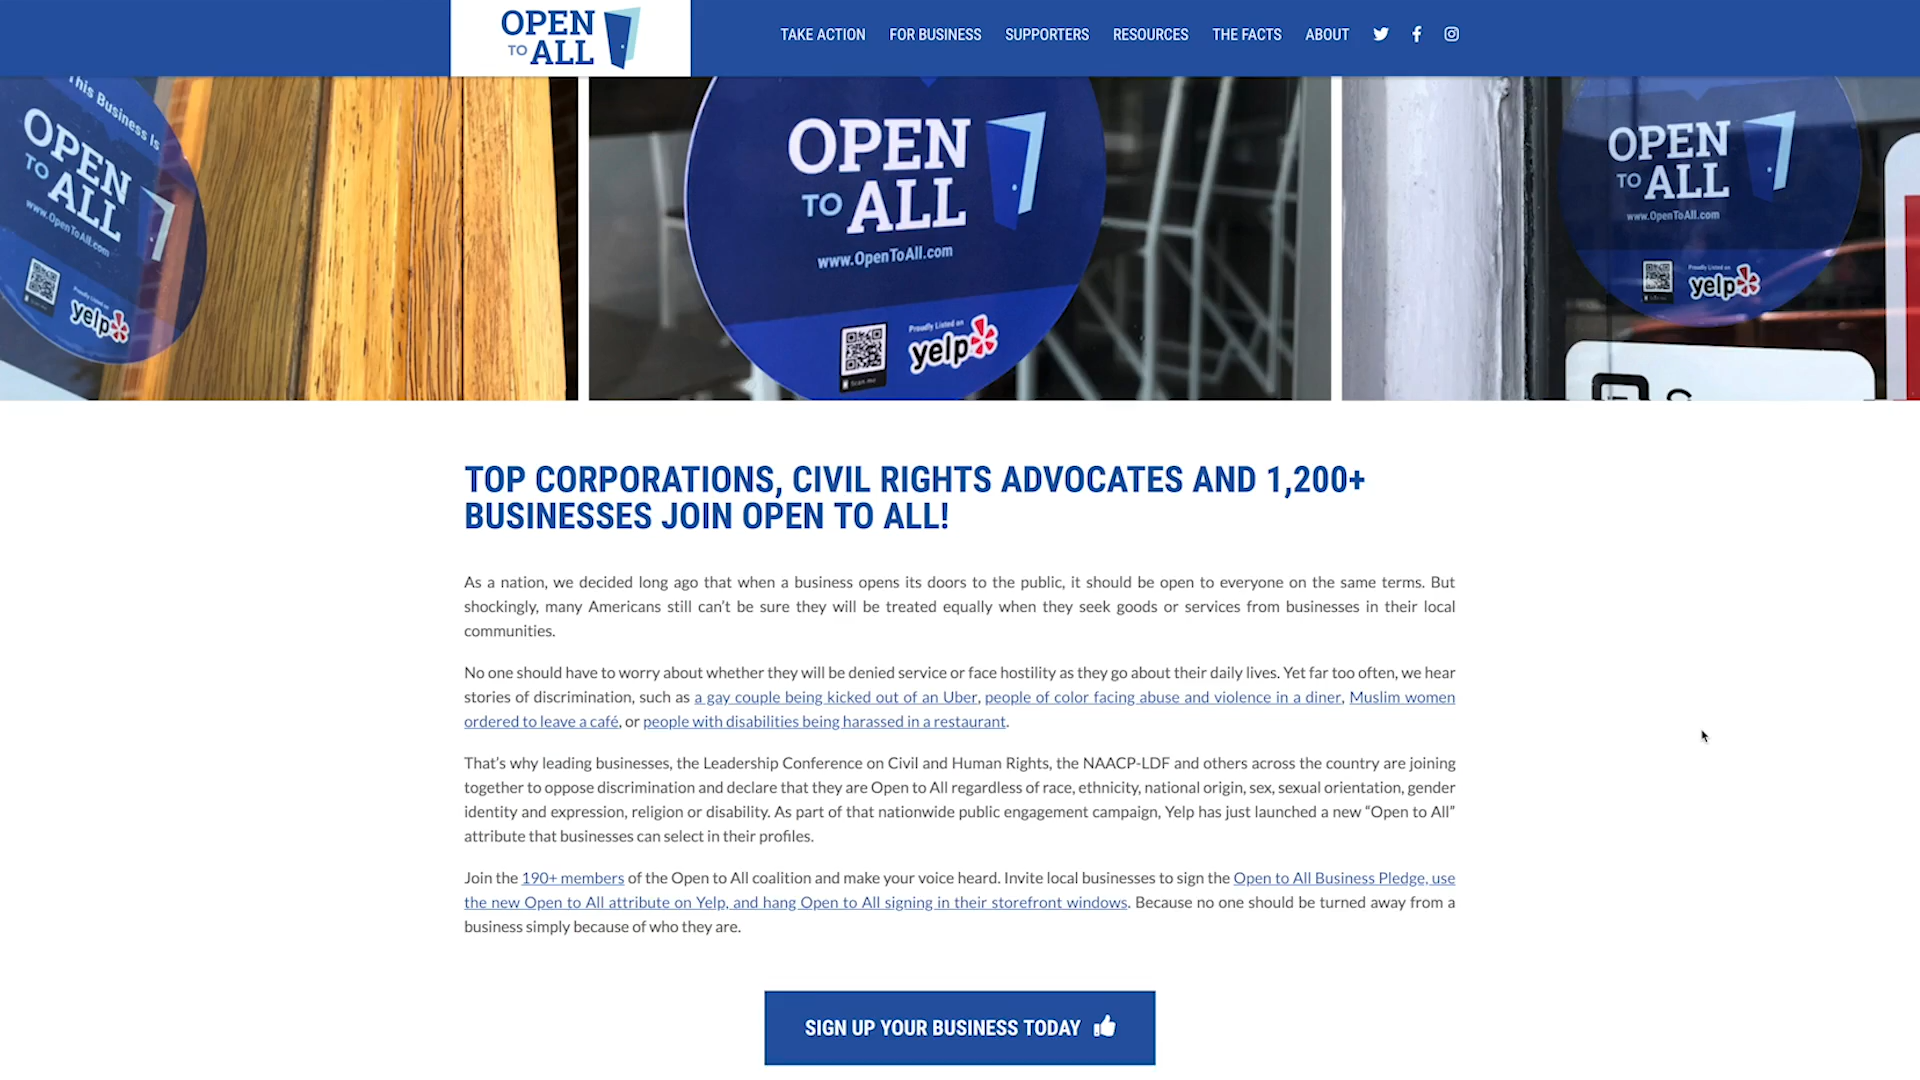 OPEN
TO ALL
TAKE ACTION FOR BUSINESS SUPPORTERS RESOURCES THE FACTS ABOUT
This Business Is
OPEN
TO ALL
www.OpenToAll.com
Proudly Listed on
yelp
OPEN
TO ALL
www.OpenToAll.com
Proudly Listed on
yelp
Scan me
OPEN
TO ALL
www.OpenToAll.com
Proudly Listed on
yelp
TOP CORPORATIONS, CIVIL RIGHTS ADVOCATES AND 1,200+
BUSINESSES JOIN OPEN TO ALL!
As a nation, we decided long ago that when a business opens its doors to the public, it should be open to everyone on the same terms. But
shockingly, many Americans still can’t be sure they will be treated equally when they seek goods or services from businesses in their local
communities.
No one should have to worry about whether they will be denied service or face hostility as they go about their daily lives. Yet far too often, we hear
stories of discrimination, such as a gay couple being kicked out of an Uber, people of color facing abuse and violence in a diner, Muslim women
ordered to leave a café, or people with disabilities being harassed in a restaurant.
That’s why leading businesses, the Leadership Conference on Civil and Human Rights, the NAACP-LDF and others across the country are joining
together to oppose discrimination and declare that they are Open to All regardless of race, ethnicity, national origin, sex, sexual orientation, gender
identity and expression, religion or disability. As part of that nationwide public engagement campaign, Yelp has just launched a new “Open to All”
attribute that businesses can select in their profiles.
Join the 190+ members of the Open to All coalition and make your voice heard. Invite local businesses to sign the Open to All Business Pledge, use
the new Open to All attribute on Yelp, and hang Open to All signing in their storefront windows. Because no one should be turned away from a
business simply because of who they are.
SIGN UP YOUR BUSINESS TODAY